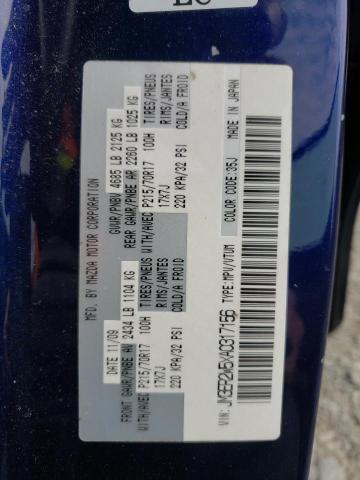 MFD. BY MAZDA MOTOR CORPORATION
DATE 11/09 GVWR/PNBV 4685 LB 2125 KG
FRONT GAWR/PNBE AV 2434 LB 1104 KG REAR GAWR/PNBE AR 2260 LB 1025 KG
WITH/AVEC P215/70R17 100H TIRES/PNEUS WITH/AVEC P215/70R17 100H TIRES/PNEUS
17X7J RIMS/JANTES 17X7J RIMS/JANTES
220 KPA/32 PSI COLD/A FROID 220 KPA/32 PSI COLD/A FROID
COLOR CODE:35J MADE IN JAPAN
VIN: JM3ER2W5XA0317156 TYPE:MPV/VTUM